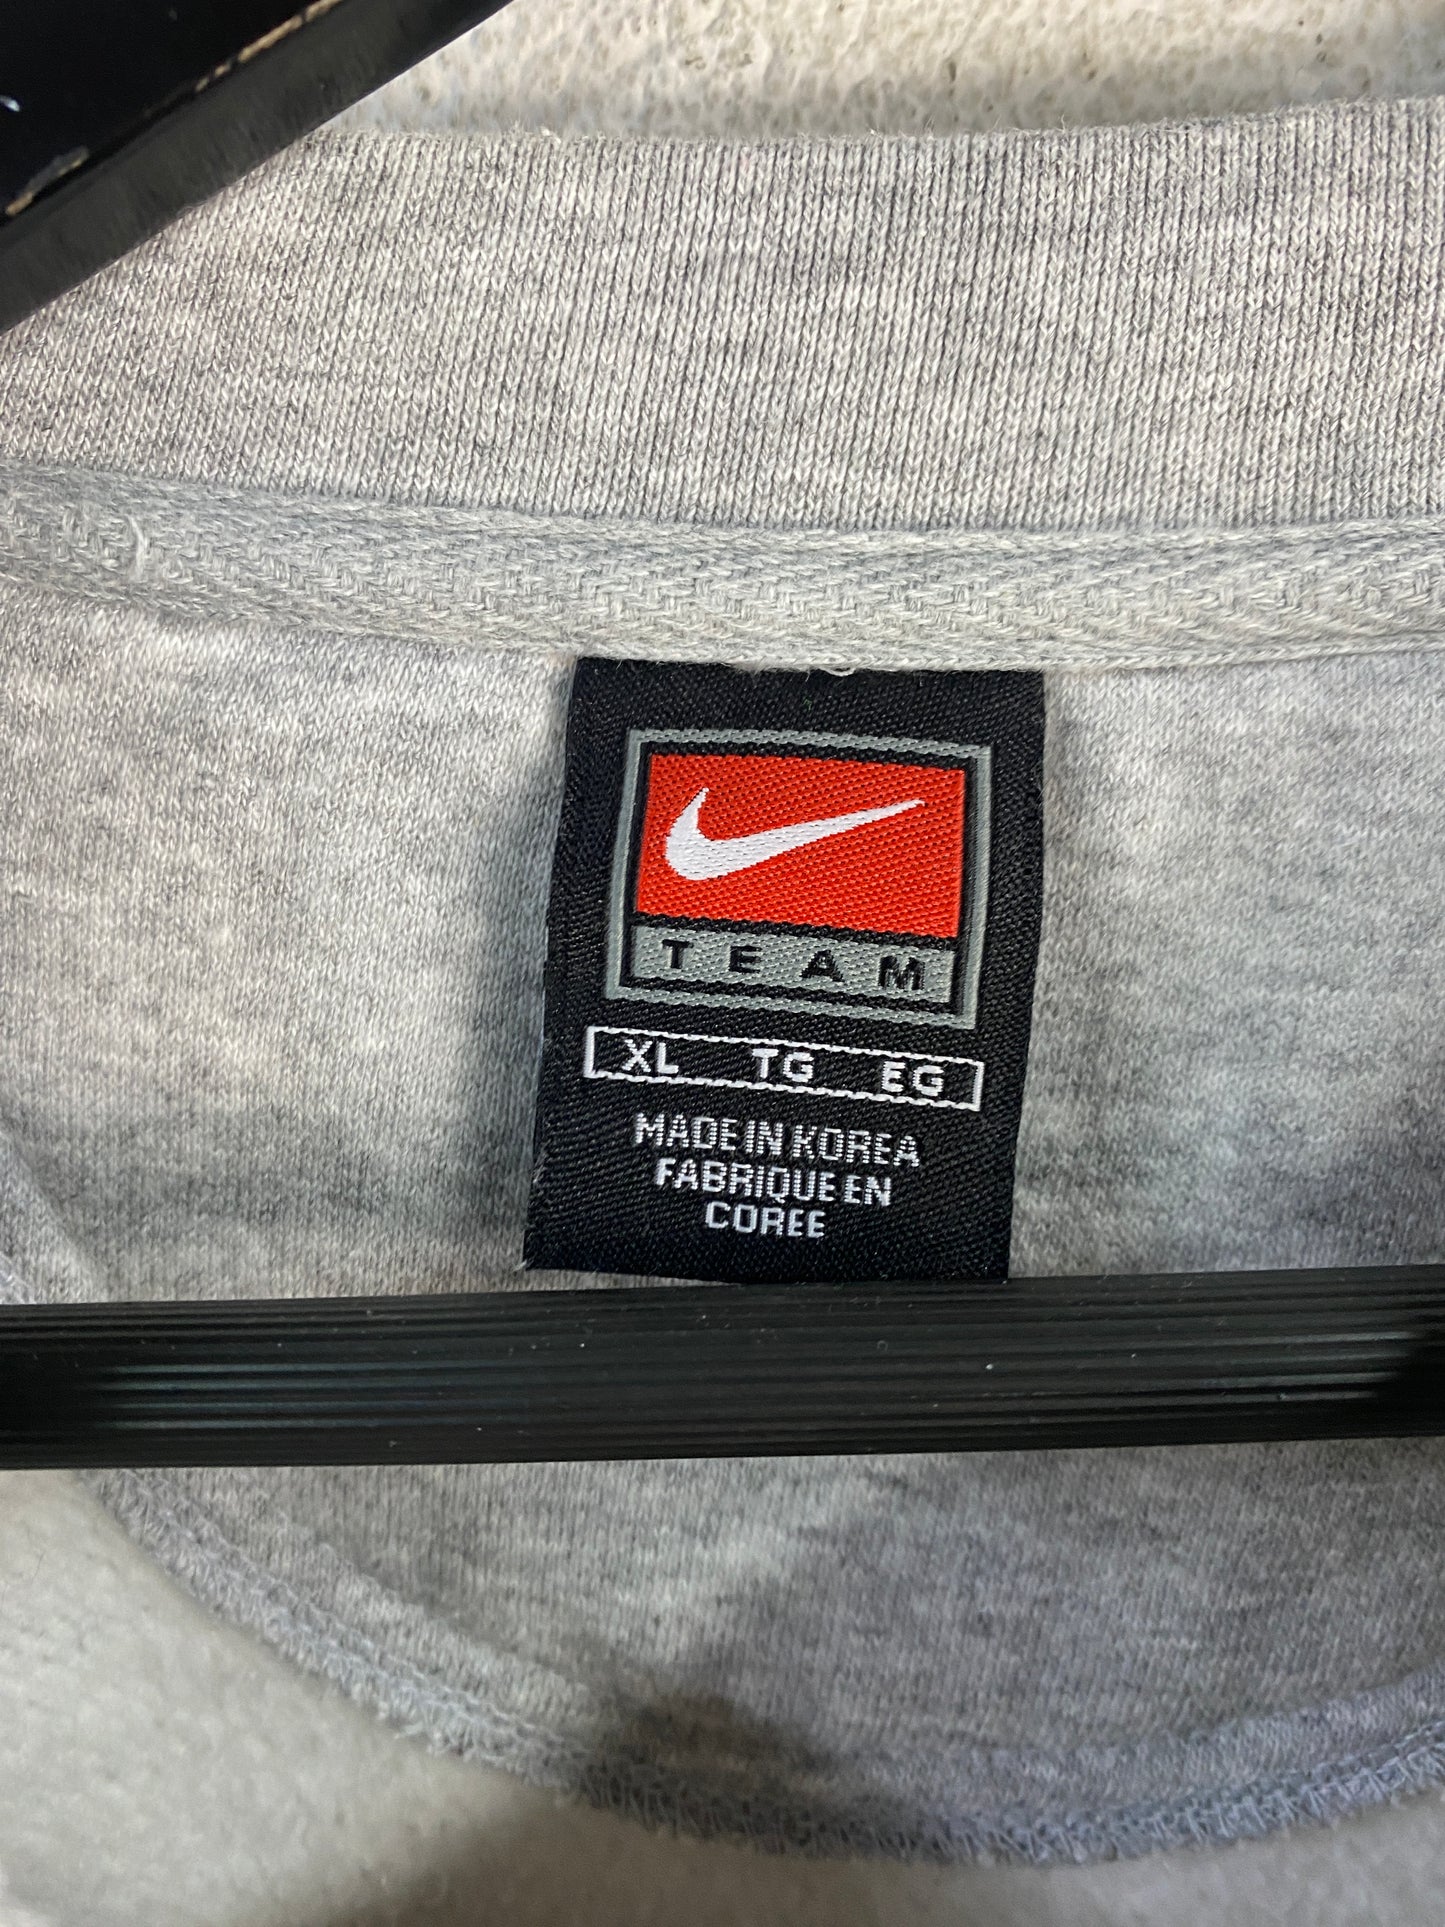 TEAM
XL TG EG
MADE IN KOREA
FABRIQUE EN
COREE